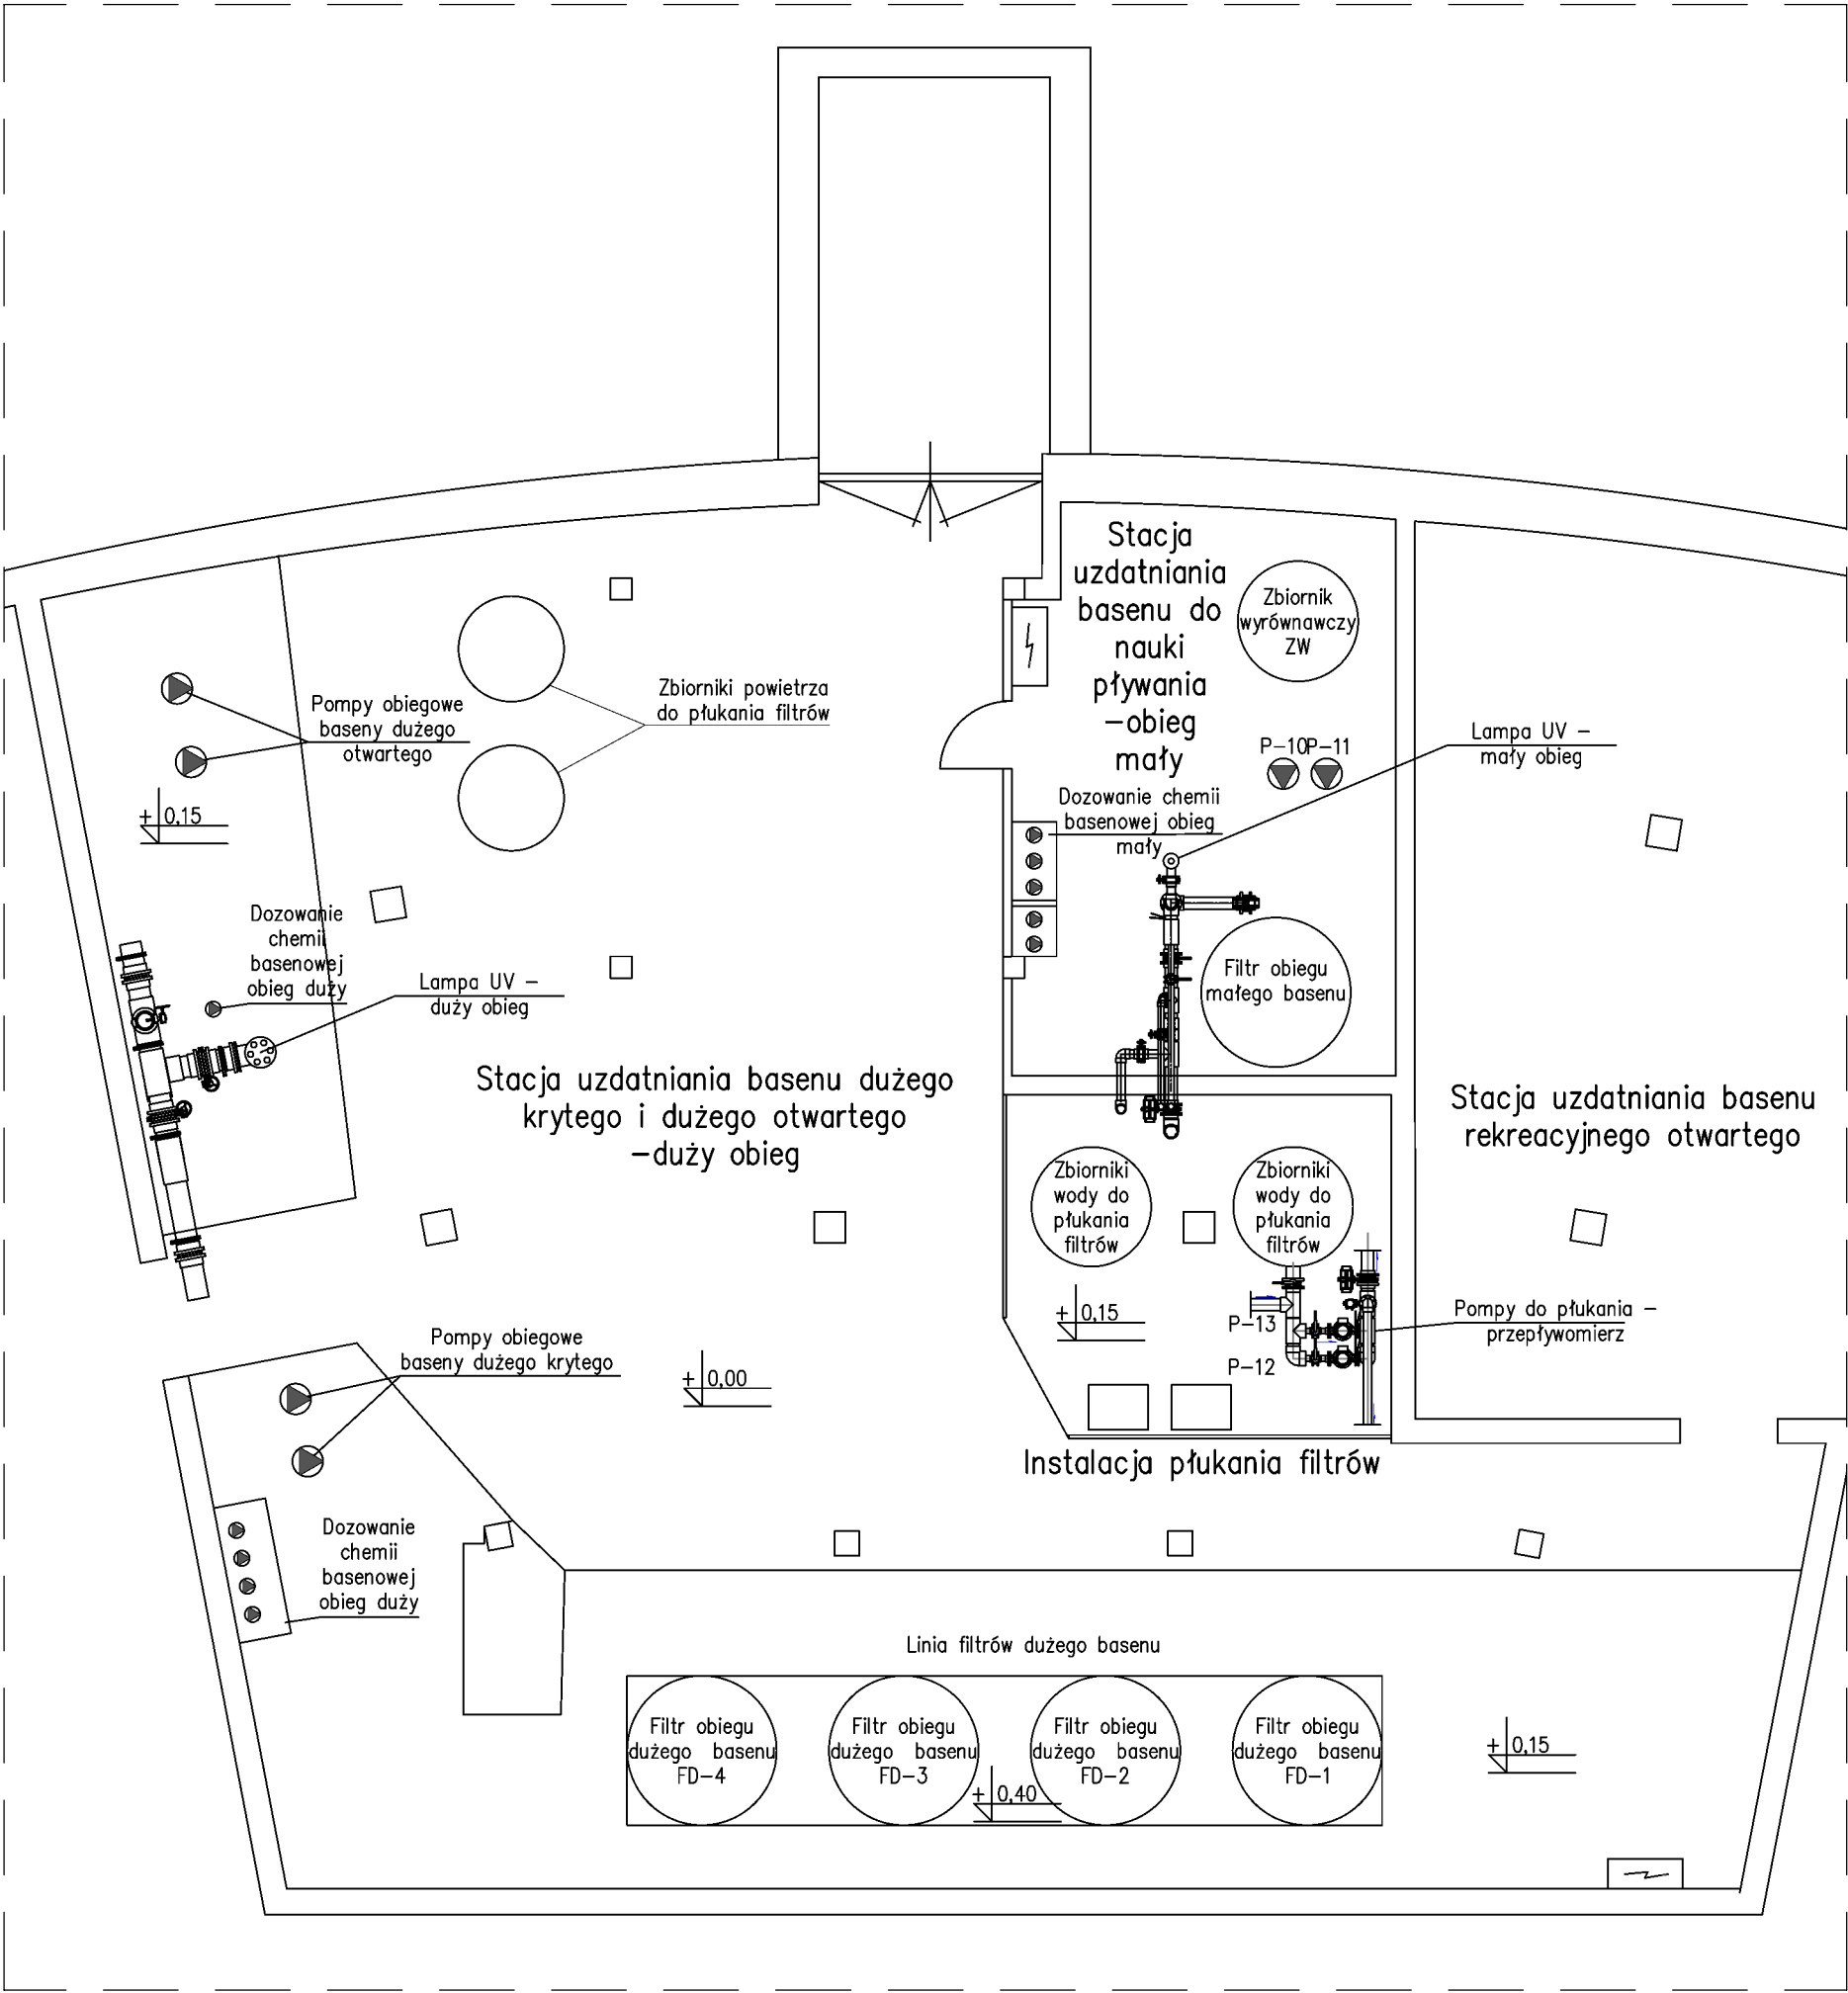 Stacja
uzdatniania
basenu do
nauki
pływania
–obieg
mały
Zbiornik
wyrównawczy
ZW
Zbiorniki powietrza
do płukania filtrów
Pompy obiegowe
baseny dużego
otwartego
Lampa UV –
mały obieg
P–10
P–11
+ 0,15
Dozowanie chemii
basenowej obieg
mały
Dozowanie
chemii
basenowej
obieg duży
Lampa UV –
duży obieg
Filtr obiegu
małego basenu
Stacja uzdatniania basenu dużego
krytego i dużego otwartego
–duży obieg
Stacja uzdatniania basenu
rekreacyjnego otwartego
Zbiorniki
wody do
płukania
filtrów
Zbiorniki
wody do
płukania
filtrów
+ 0,15
P–13
P–12
Pompy do płukania –
przepływomierz
Pompy obiegowe
baseny dużego krytego
+ 0,00
Instalacja płukania filtrów
Dozowanie
chemii
basenowej
obieg duży
Linia filtrów dużego basenu
Filtr obiegu
dużego basenu
FD–4
Filtr obiegu
dużego basenu
FD–3
Filtr obiegu
dużego basenu
FD–2
Filtr obiegu
dużego basenu
FD–1
+ 0,40
+ 0,15